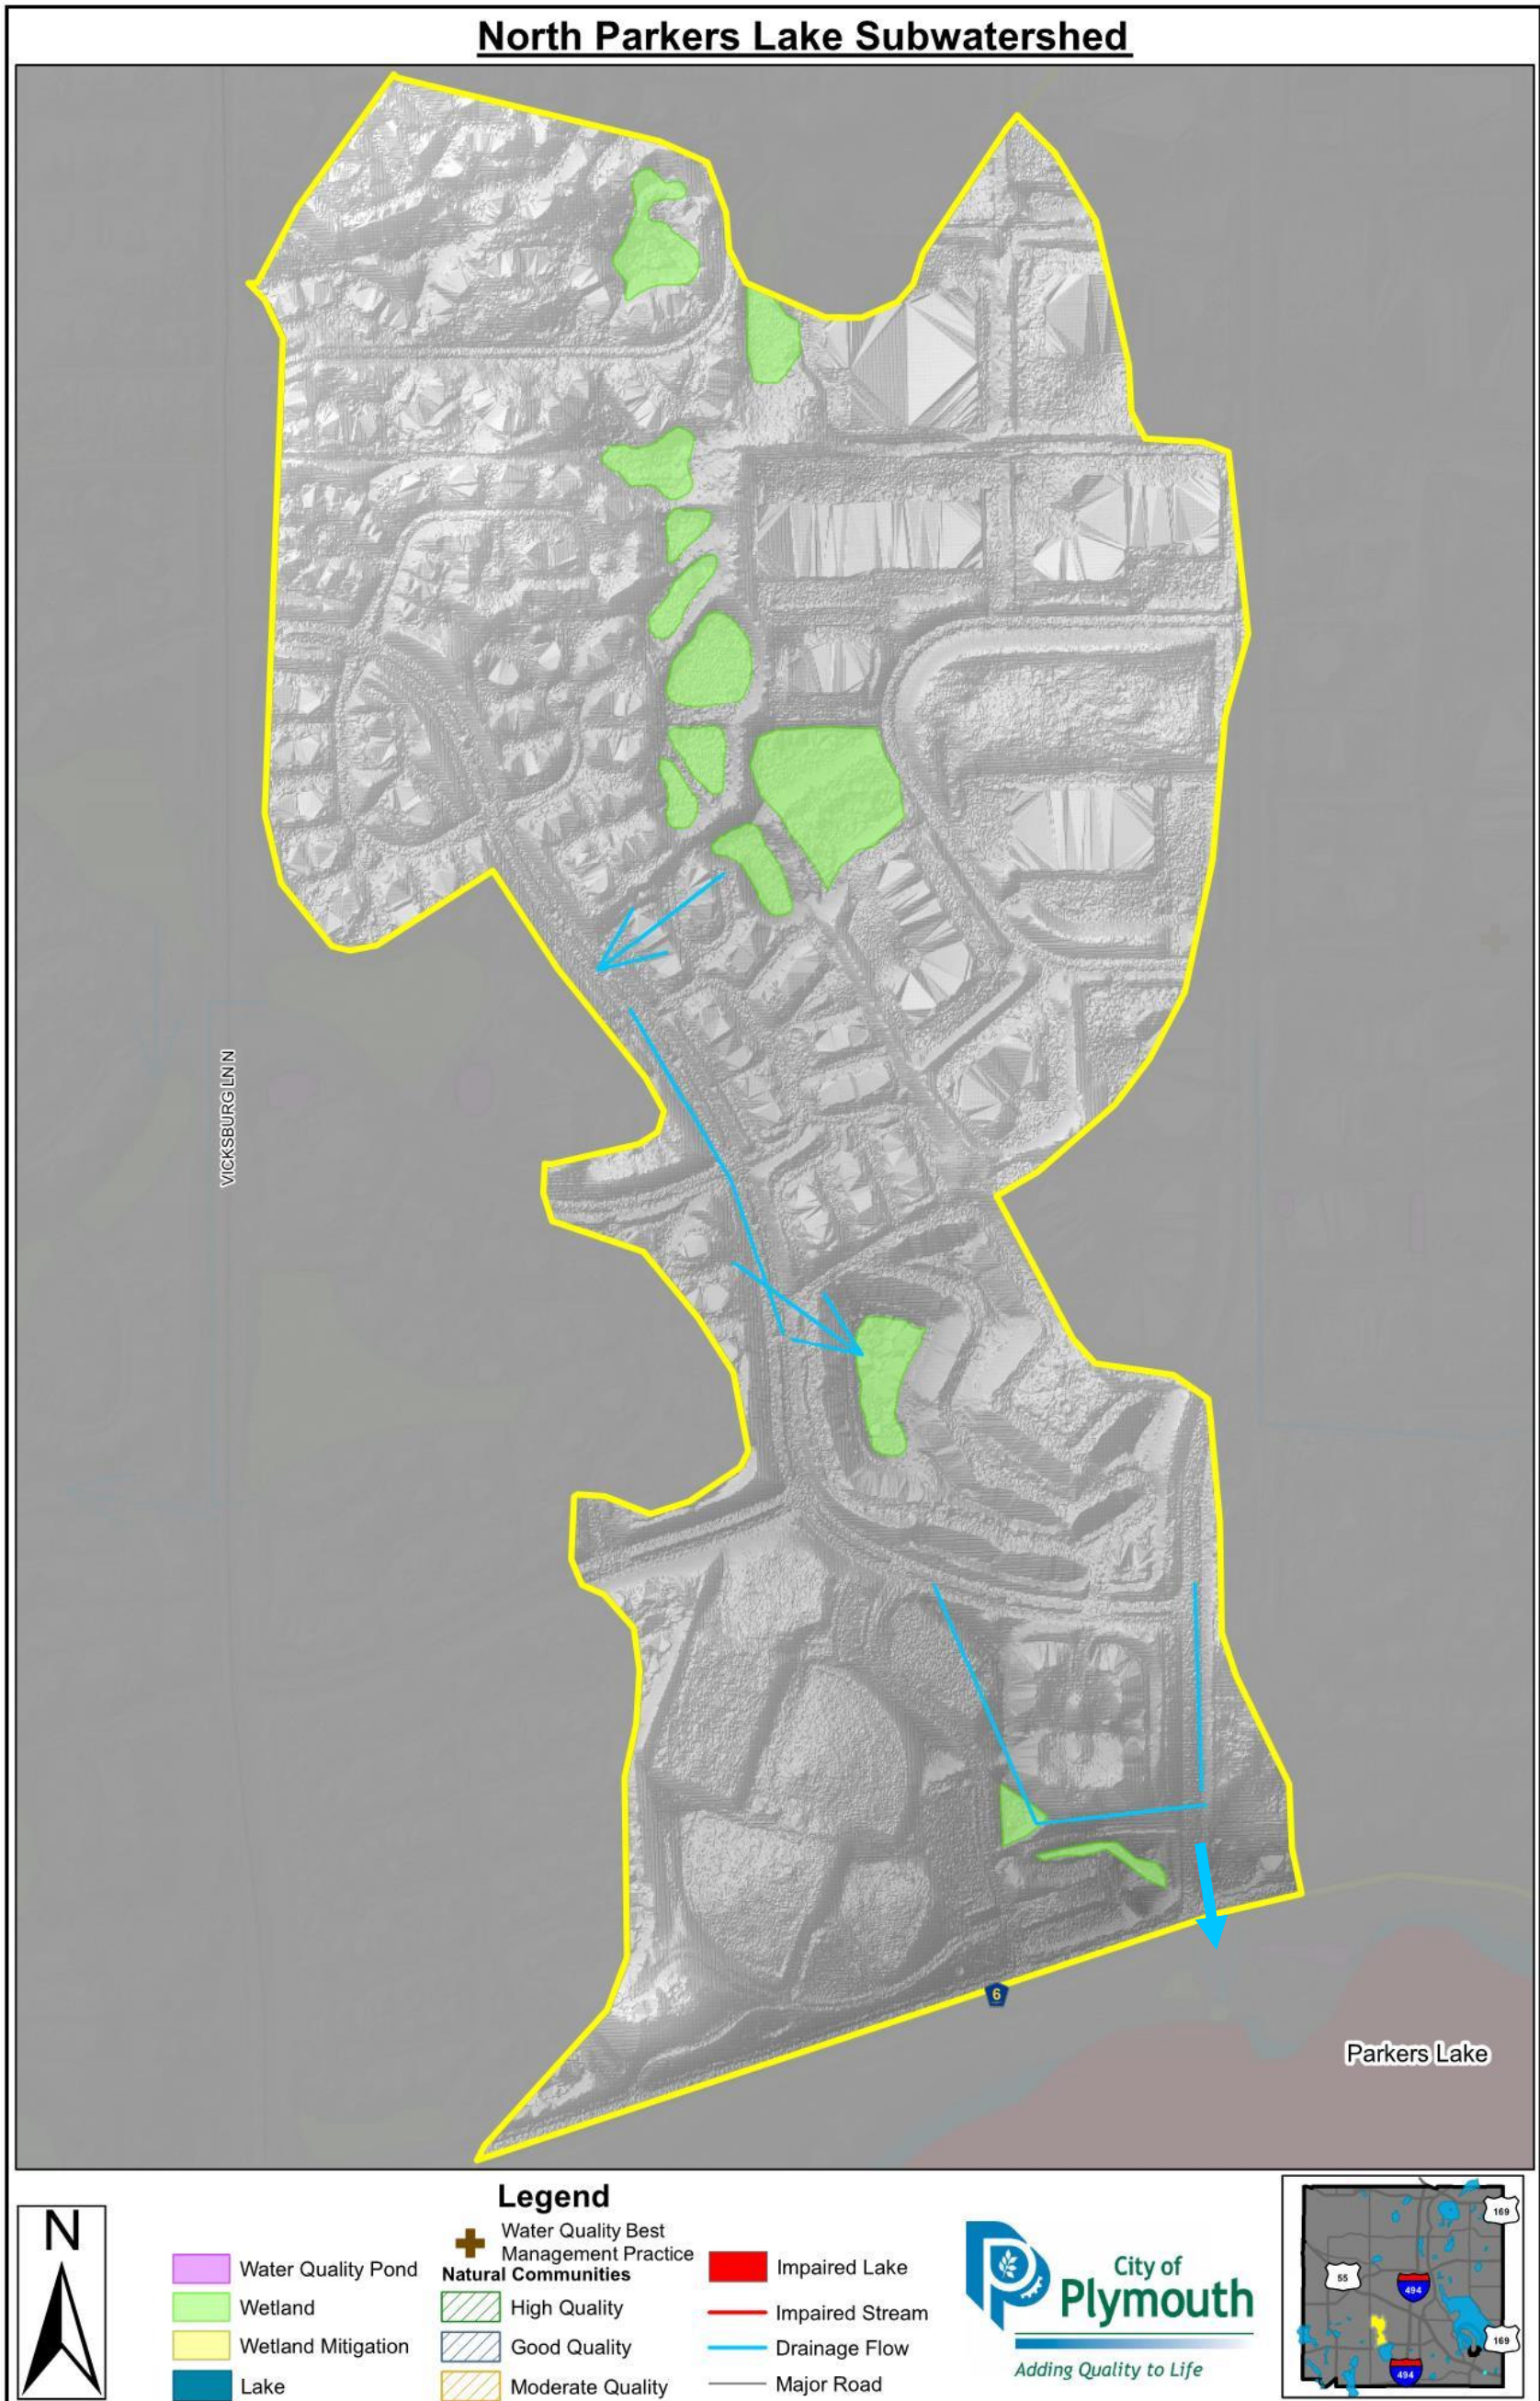 North Parkers Lake Subwatershed
VICKSBURG LN N
6
Parkers Lake
N
Legend
Water Quality Pond
Wetland
Wetland Mitigation
Lake
Water Quality Best
Management Practice
Natural Communities
High Quality
Good Quality
Moderate Quality
Impaired Lake
Impaired Stream
Drainage Flow
Major Road
City of
Plymouth
Adding Quality to Life
169
55
494
169
494